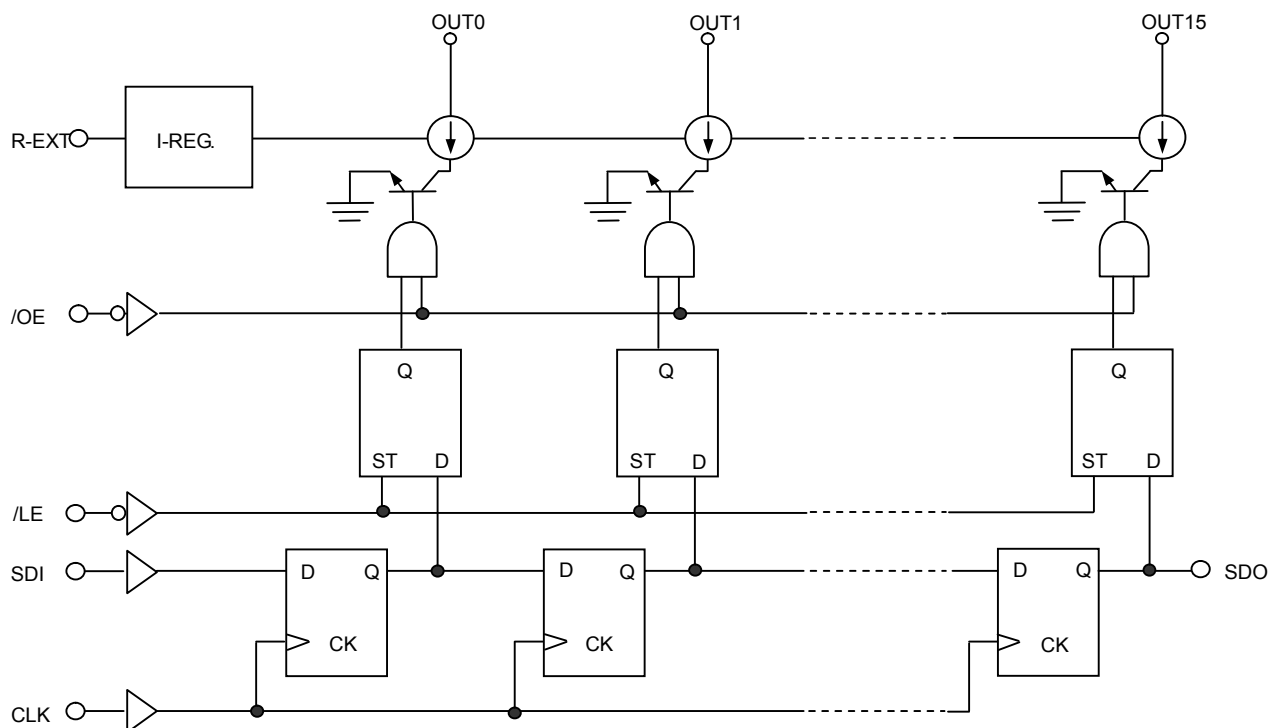 OUT0 OUT1 OUT15
R-EXT I-REG.
/OE
Q Q Q
ST D ST D ST D
/LE
SDI D Q D Q D Q SDO
CK CK CK
CLK